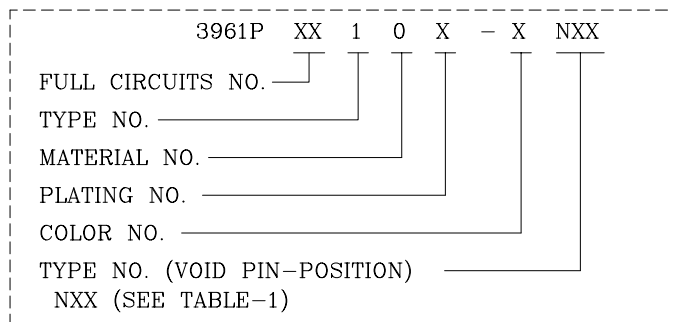 3961P XX 1 0 X - X NXX
FULL CIRCUITS NO.
TYPE NO.
MATERIAL NO.
PLATING NO.
COLOR NO.
TYPE NO. (VOID PIN-POSITION)
NXX (SEE TABLE-1)